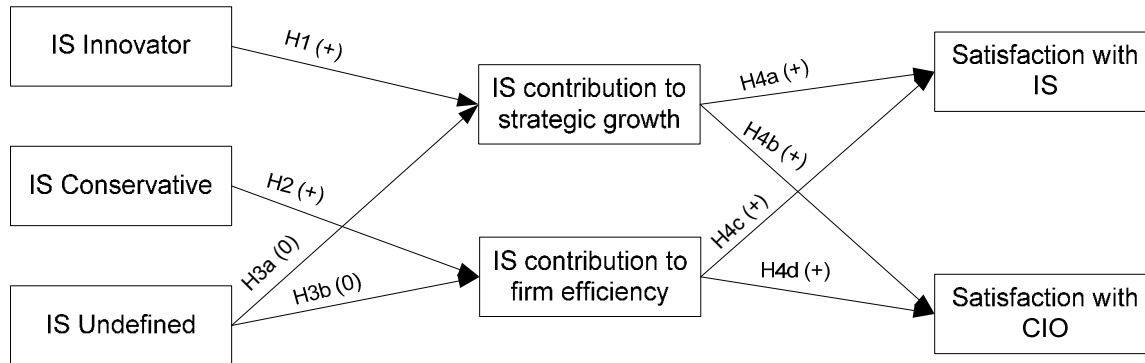 IS Innovator
H1 (+)
IS contribution to
strategic growth
H4a (+)
Satisfaction with
IS
H4b (+)
IS Conservative
H2 (+)
H3a (0)
H4c (+)
IS contribution to
firm efficiency
H3b (0)
H4d (+)
IS Undefined
Satisfaction with
CIO